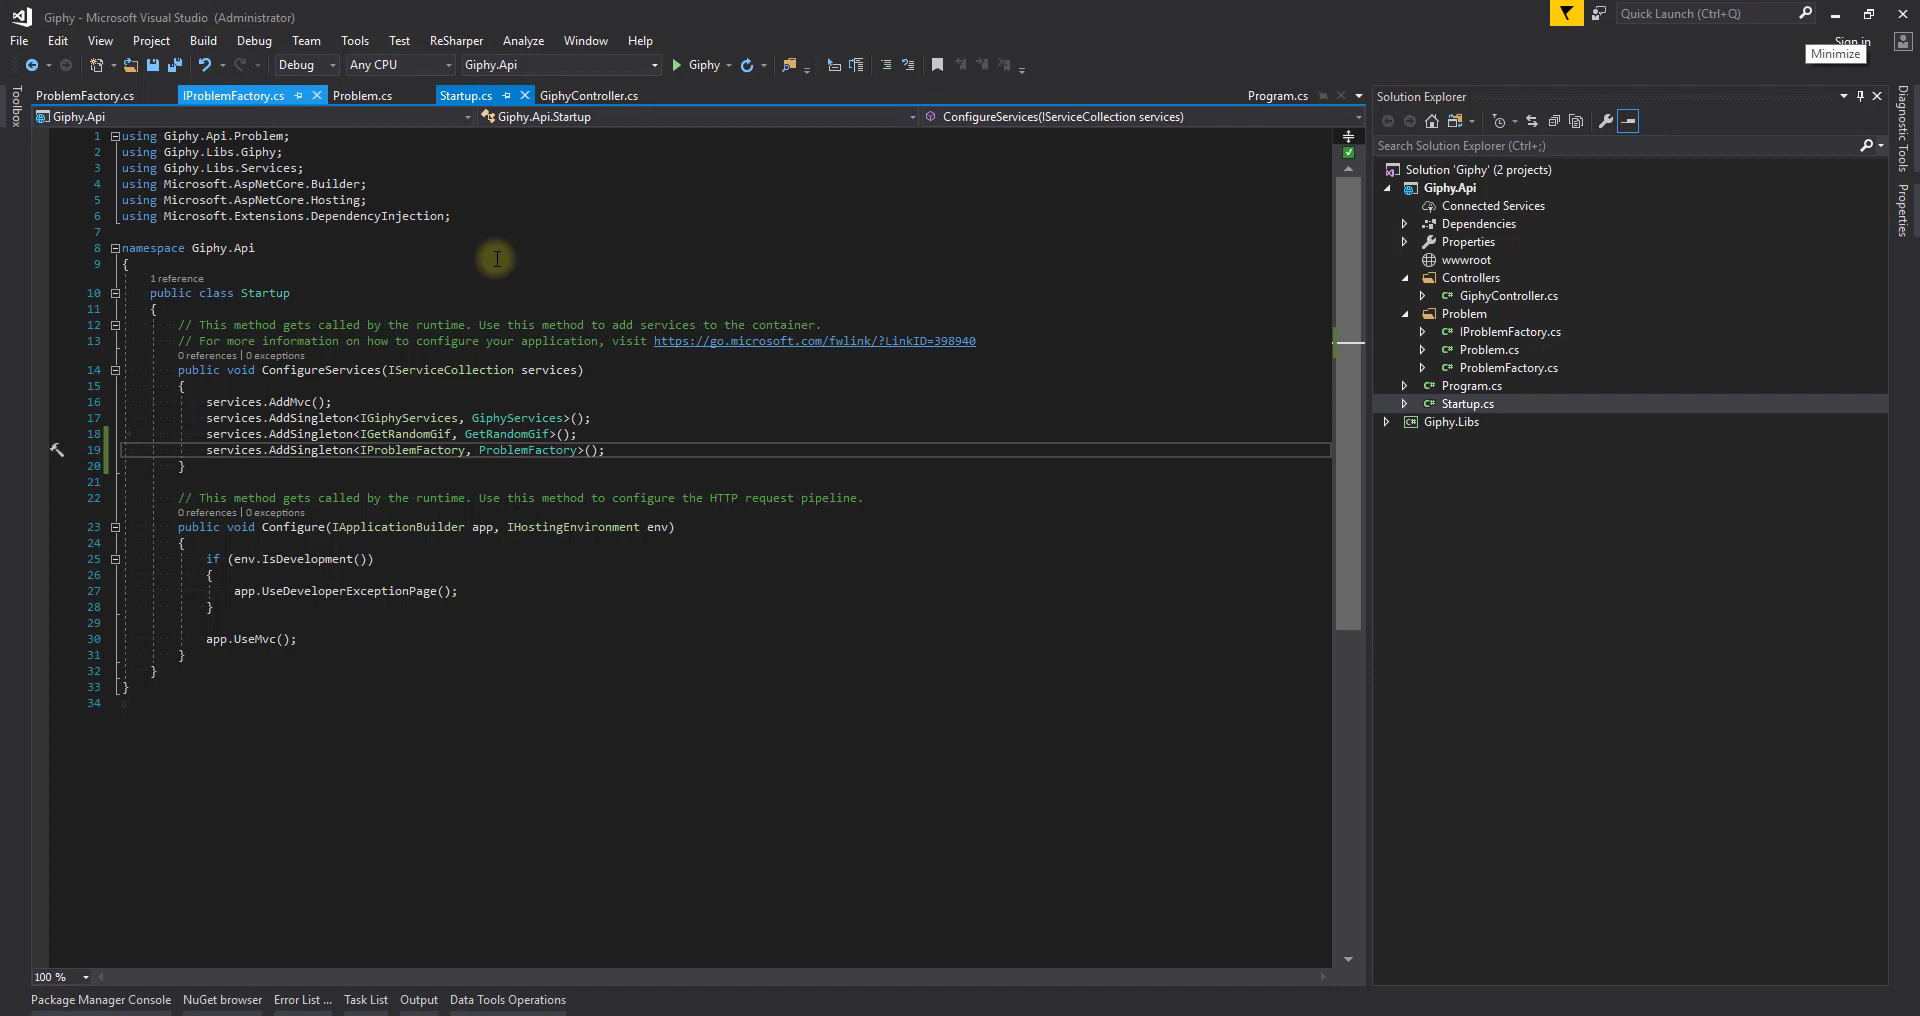 Giphy - Microsoft Visual Studio (Administrator)
Quick Launch (Ctrl+Q)
File Edit View Project Build Debug Team Tools Test ReSharper Analyze Window Help
Sign in
Minimize
Debug Any CPU Giphy.Api Giphy
Toolbox
ProblemFactory.cs IProblemFactory.cs Problem.cs Startup.cs GiphyController.cs Program.cs
Giphy.Api Giphy.Api.Startup ConfigureServices(IServiceCollection services)
1 using Giphy.Api.Problem;
2 using Giphy.Libs.Giphy;
3 using Giphy.Libs.Services;
4 using Microsoft.AspNetCore.Builder;
5 using Microsoft.AspNetCore.Hosting;
6 using Microsoft.Extensions.DependencyInjection;
7
8 namespace Giphy.Api
9 {
1 reference
10 public class Startup
11 {
12 // This method gets called by the runtime. Use this method to add services to the container.
13 // For more information on how to configure your application, visit https://go.microsoft.com/fwlink/?LinkID=398940
0 references | 0 exceptions
14 public void ConfigureServices(IServiceCollection services)
15 {
16 services.AddMvc();
17 services.AddSingleton<IGiphyServices, GiphyServices>();
18 services.AddSingleton<IGetRandomGif, GetRandomGif>();
19 services.AddSingleton<IProblemFactory, ProblemFactory>();
20 }
21
22 // This method gets called by the runtime. Use this method to configure the HTTP request pipeline.
0 references | 0 exceptions
23 public void Configure(IApplicationBuilder app, IHostingEnvironment env)
24 {
25 if (env.IsDevelopment())
26 {
27 app.UseDeveloperExceptionPage();
28 }
29
30 app.UseMvc();
31 }
32 }
33 }
34
100 %
Package Manager Console NuGet browser Error List ... Task List Output Data Tools Operations
Solution Explorer
Search Solution Explorer (Ctrl+;)
Solution 'Giphy' (2 projects)
Giphy.Api
Connected Services
Dependencies
Properties
wwwroot
Controllers
C# GiphyController.cs
Problem
C# IProblemFactory.cs
C# Problem.cs
C# ProblemFactory.cs
C# Program.cs
C# Startup.cs
C# Giphy.Libs
Diagnostic Tools
Properties